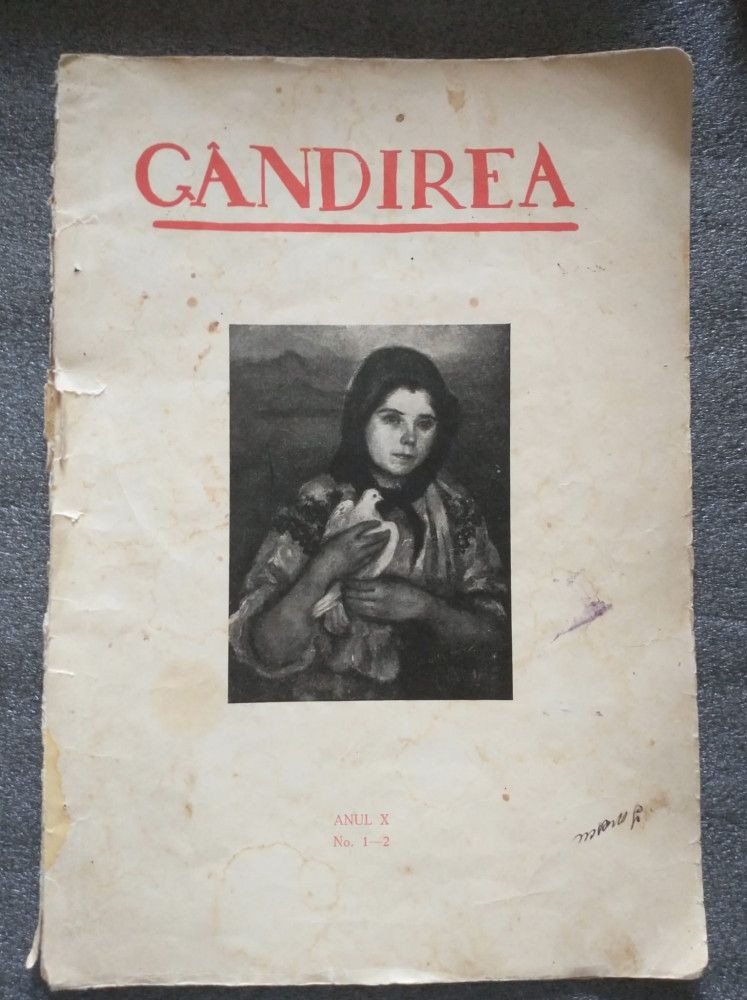 GÂNDIREA
ANUL X
No. 1—2